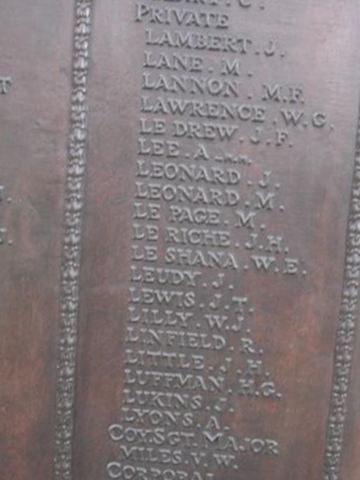 PRIVATE
LAMBERT. J.
LANE. M.
LANNON. M.F.
LAWRENCE. W.G.
LE DREW. J. F.
LEE. A
LEONARD. J.
LEONARD. M.
LE PAGE. M.
LE RICHE. J.H.
LE SHANA. W.E.
LEUDY. J.
LEWIS. J.T.
LILLY. W.J.
LINFIELD. R.
LITTLE. J. H.
LUFFMAN. H.G.
LUKINS. J.
LYONS. A.
COY. SGT. MAJOR
MILES. V. W.
CORPORAL